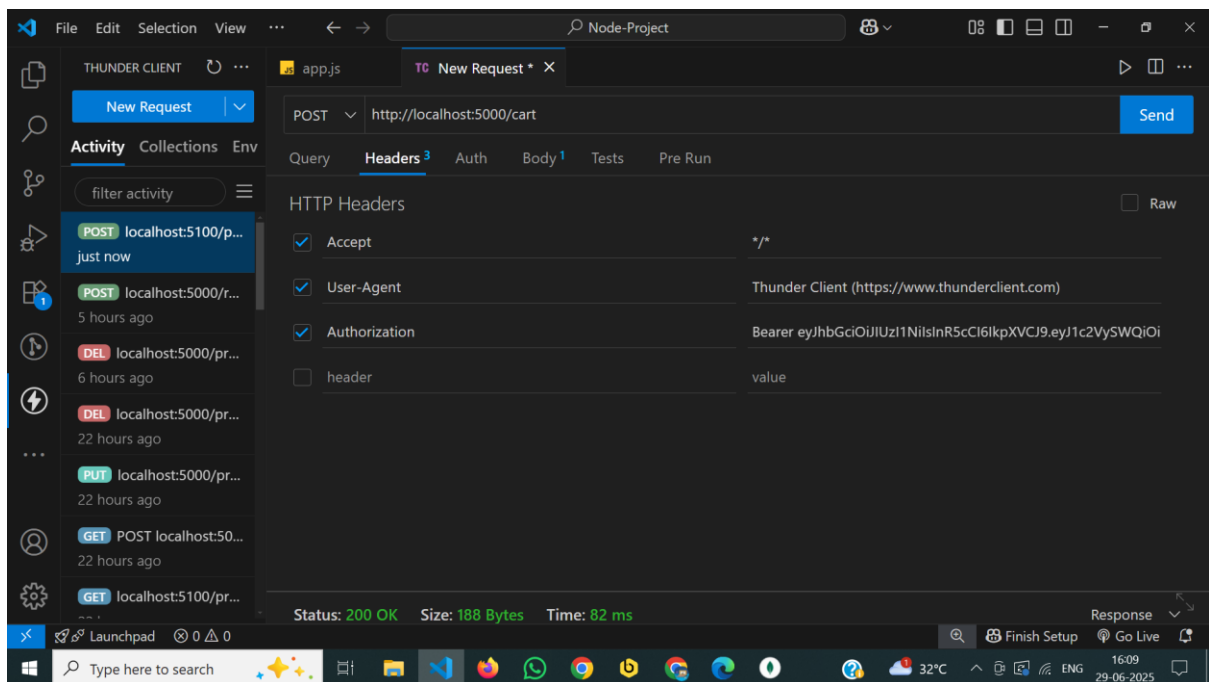 File Edit Selection View ... Node-Project
THUNDER CLIENT ...
JS app.js
TC New Request * ...
New Request
POST http://localhost:5000/cart Send
Activity Collections Env
Query Headers 3 Auth Body 1 Tests Pre Run
filter activity
HTTP Headers Raw
POST localhost:5100/p...
just now
Accept */*
POST localhost:5000/r...
5 hours ago
User-Agent Thunder Client (https://www.thunderclient.com)
Authorization Bearer eyJhbGciOiJIUzI1NiIsInR5cCI6IkpXVCJ9.eyJ1c2VySWQiOi
DEL localhost:5000/pr...
6 hours ago
header value
DEL localhost:5000/pr...
22 hours ago
PUT localhost:5000/pr...
22 hours ago
GET POST localhost:50...
22 hours ago
GET localhost:5100/pr...
Status: 200 OK Size: 188 Bytes Time: 82 ms Response
Launchpad 0 0 Finish Setup Go Live
Type here to search 32°C ENG 16:09
29-06-2025